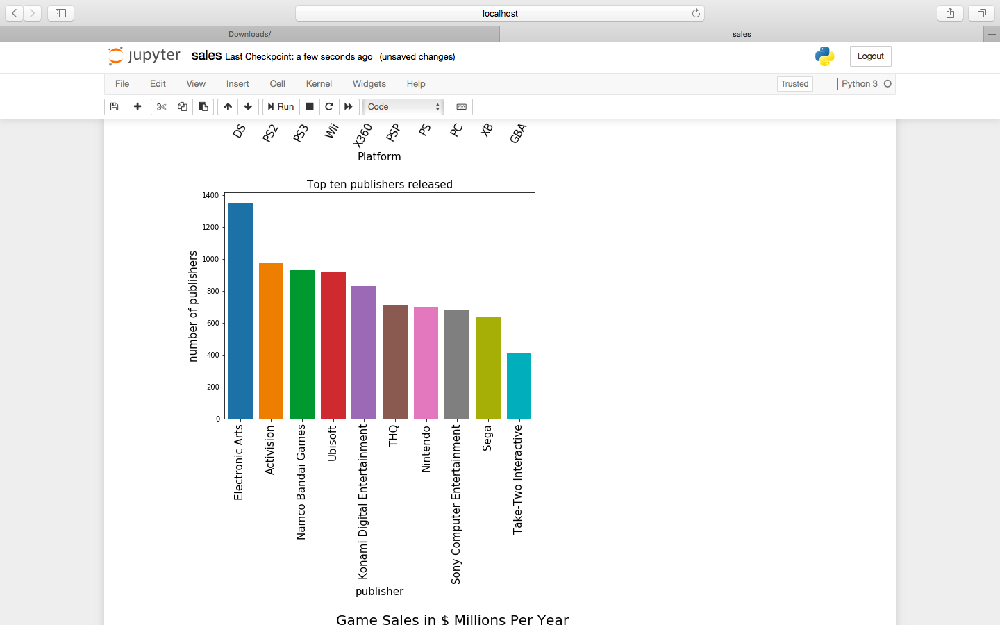 localhost
Downloads/
sales
jupyter sales Last Checkpoint: a few seconds ago (unsaved changes)
Logout
File Edit View Insert Cell Kernel Widgets Help
Trusted Python 3
Run Code
DS PS2 PS3 Wii X360 PSP PS PC XB GBA
Platform
Top ten publishers released
1400
1200
1000
800
600
400
200
0
number of publishers
Electronic Arts
Activision
Namco Bandai Games
Ubisoft
Konami Digital Entertainment
THQ
Nintendo
Sony Computer Entertainment
Sega
Take-Two Interactive
publisher
Game Sales in $ Millions Per Year